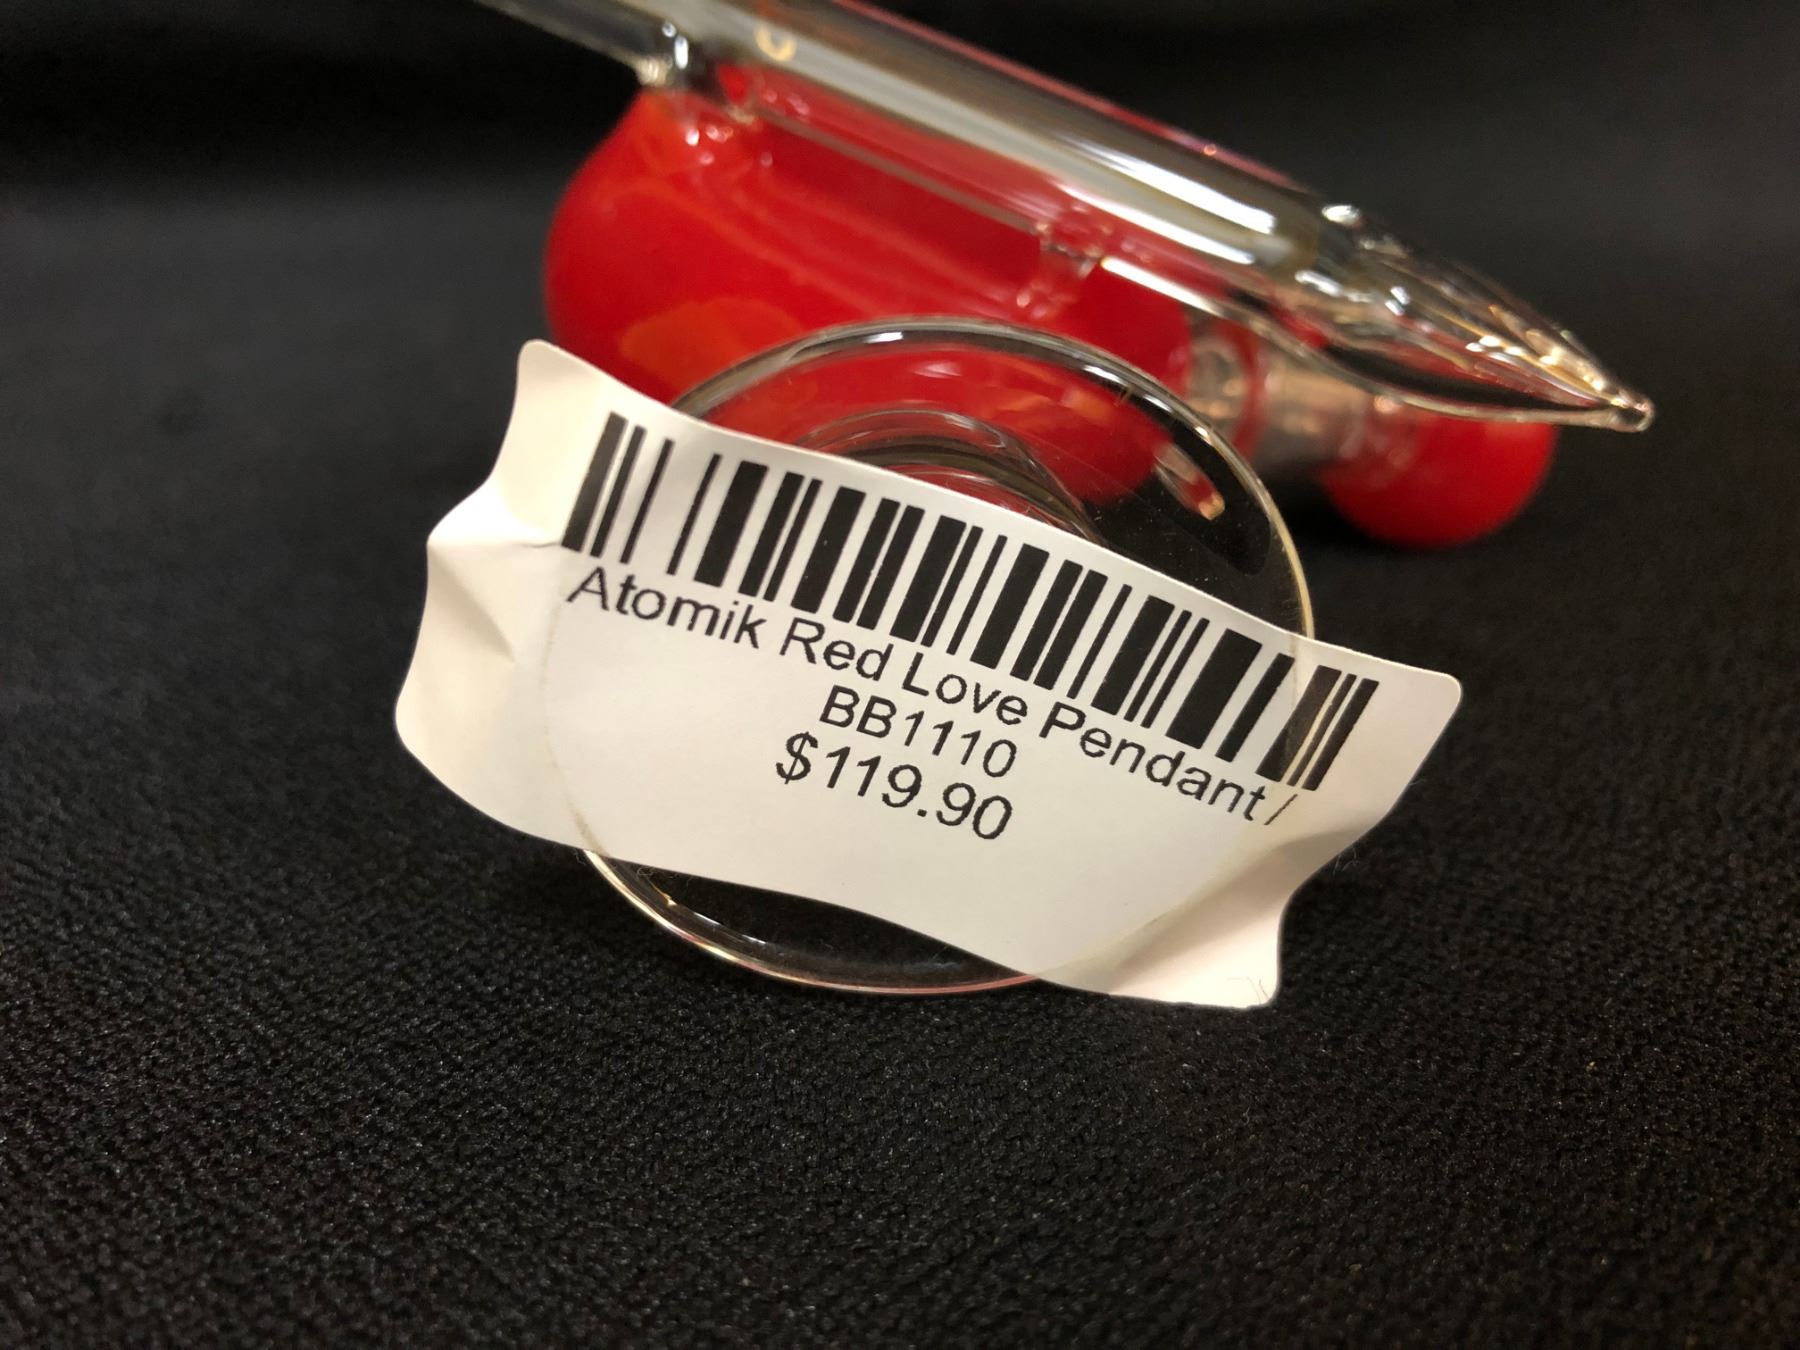 Atomik Red Love Pendant /
BB1110
$119.90